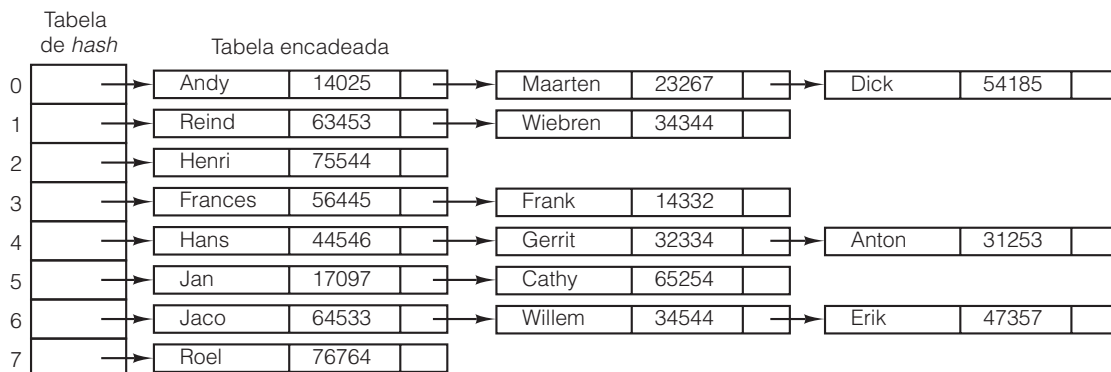 Tabela
de hash
Tabela encadeada
0 Andy 14025 Maarten 23267 Dick 54185
1 Reind 63453 Wiebren 34344
2 Henri 75544
3 Frances 56445 Frank 14332
4 Hans 44546 Gerrit 32334 Anton 31253
5 Jan 17097 Cathy 65254
6 Jaco 64533 Willem 34544 Erik 47357
7 Roel 76764